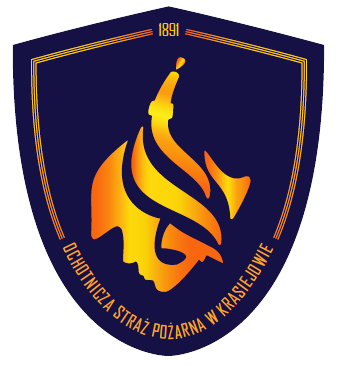 1891
OCHOTNICZA STRAŻ POŻARNA W KRASIEJOWIE